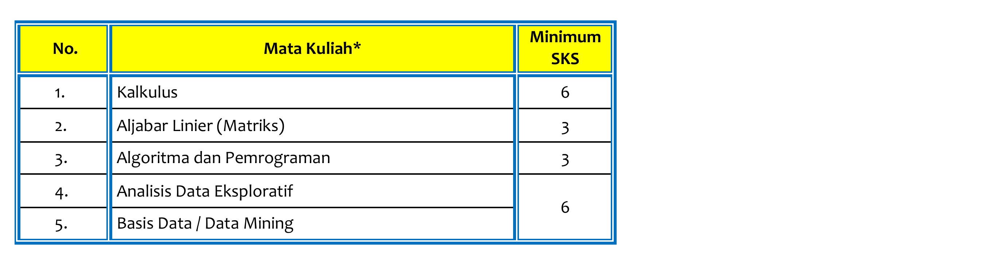 No. Mata Kuliah* Minimum
SKS
1. Kalkulus 6
2. Aljabar Linier (Matriks) 3
3. Algoritma dan Pemrograman 3
4. Analisis Data Eksploratif
6
5. Basis Data / Data Mining